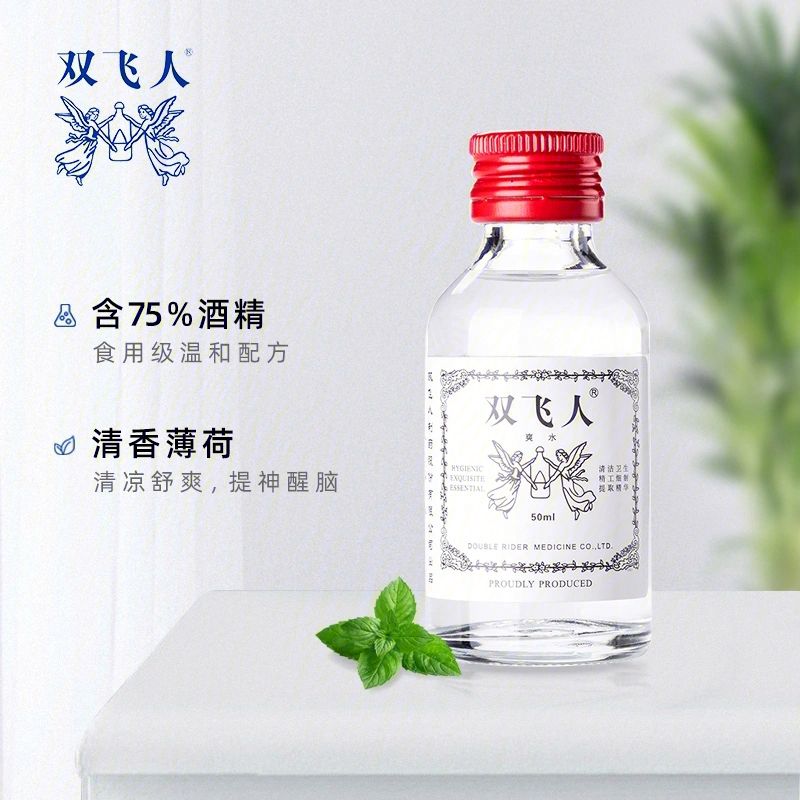 双飞人®
含75%酒精
食用级温和配方
清香薄荷
清凉舒爽,提神醒脑
双飞人®
爽水
HYGIENIC
EXQUISITE
ESSENTIAL
清洁卫生
精工细制
提取精华
50ml
DOUBLE RIDER MEDICINE CO.,LTD.
PROUDLY PRODUCED